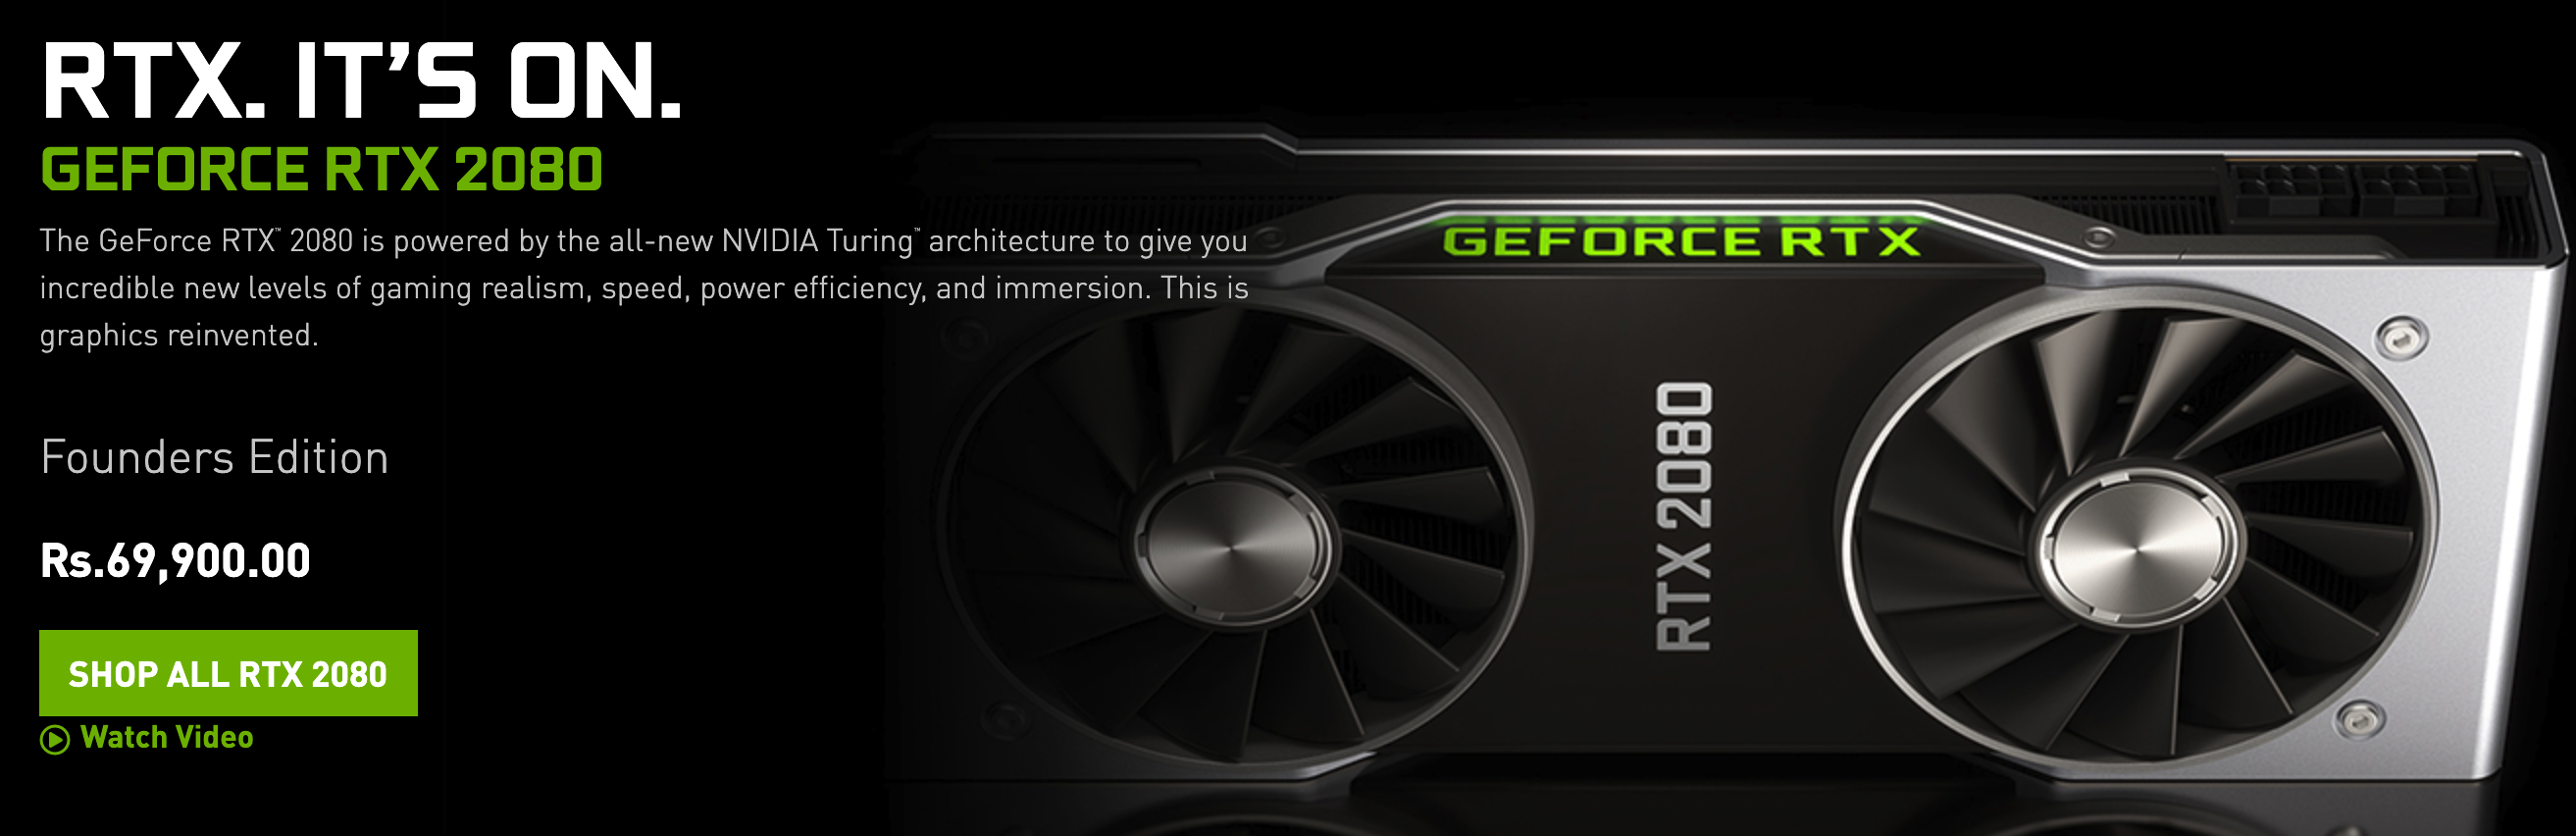 RTX. IT’S ON.
GEFORCE RTX 2080
The GeForce RTX™ 2080 is powered by the all-new NVIDIA Turing™ architecture to give you
incredible new levels of gaming realism, speed, power efficiency, and immersion. This is
graphics reinvented.
Founders Edition
Rs.69,900.00
SHOP ALL RTX 2080
Watch Video
GEFORCE RTX
RTX 2080